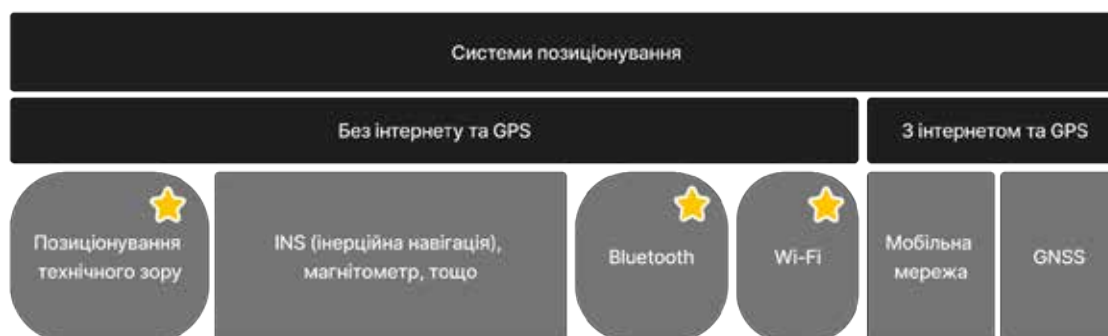 Системи позиціонування
Без інтернету та GPS
З інтернетом та GPS
Позиціонування
технічного зору
INS (інерційна навігація),
магнітометр, тощо
Bluetooth
Wi-Fi
Мобільна
мережа
GNSS